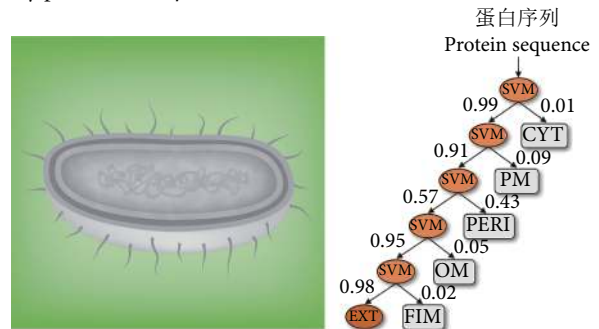 蛋白序列
Protein sequence
SVM
0.99 0.01
SVM CYT
0.91 0.09
SVM PM
0.57 0.43
SVM PERI
0.95 0.05
SVM OM
0.98 0.02
EXT FIM